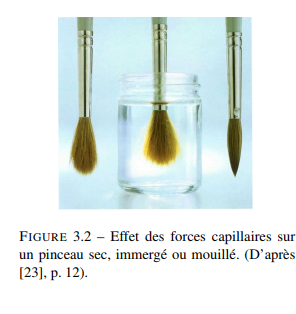 FIGURE 3.2 – Effet des forces capillaires sur
un pinceau sec, immergé ou mouillé. (D'après
[23], p. 12).